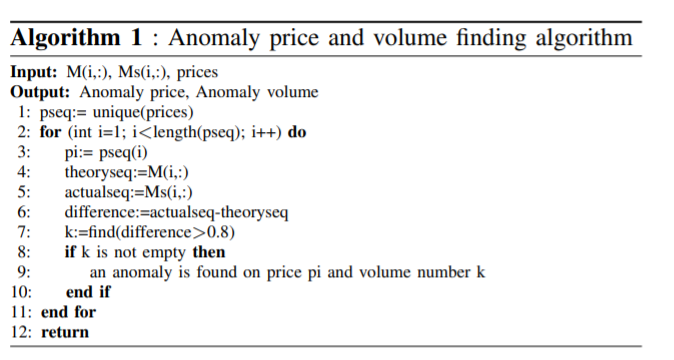 Algorithm 1 : Anomaly price and volume finding algorithm
Input: M(i,:), Ms(i,:), prices
Output: Anomaly price, Anomaly volume
1: pseq:= unique(prices)
2: for (int i=1; i<length(pseq); i++) do
3: pi:= pseq(i)
4: theoryseq:=M(i,:)
5: actualseq:=Ms(i,:)
6: difference:=actualseq-theoryseq
7: k:=find(difference>0.8)
8: if k is not empty then
9: an anomaly is found on price pi and volume number k
10: end if
11: end for
12: return